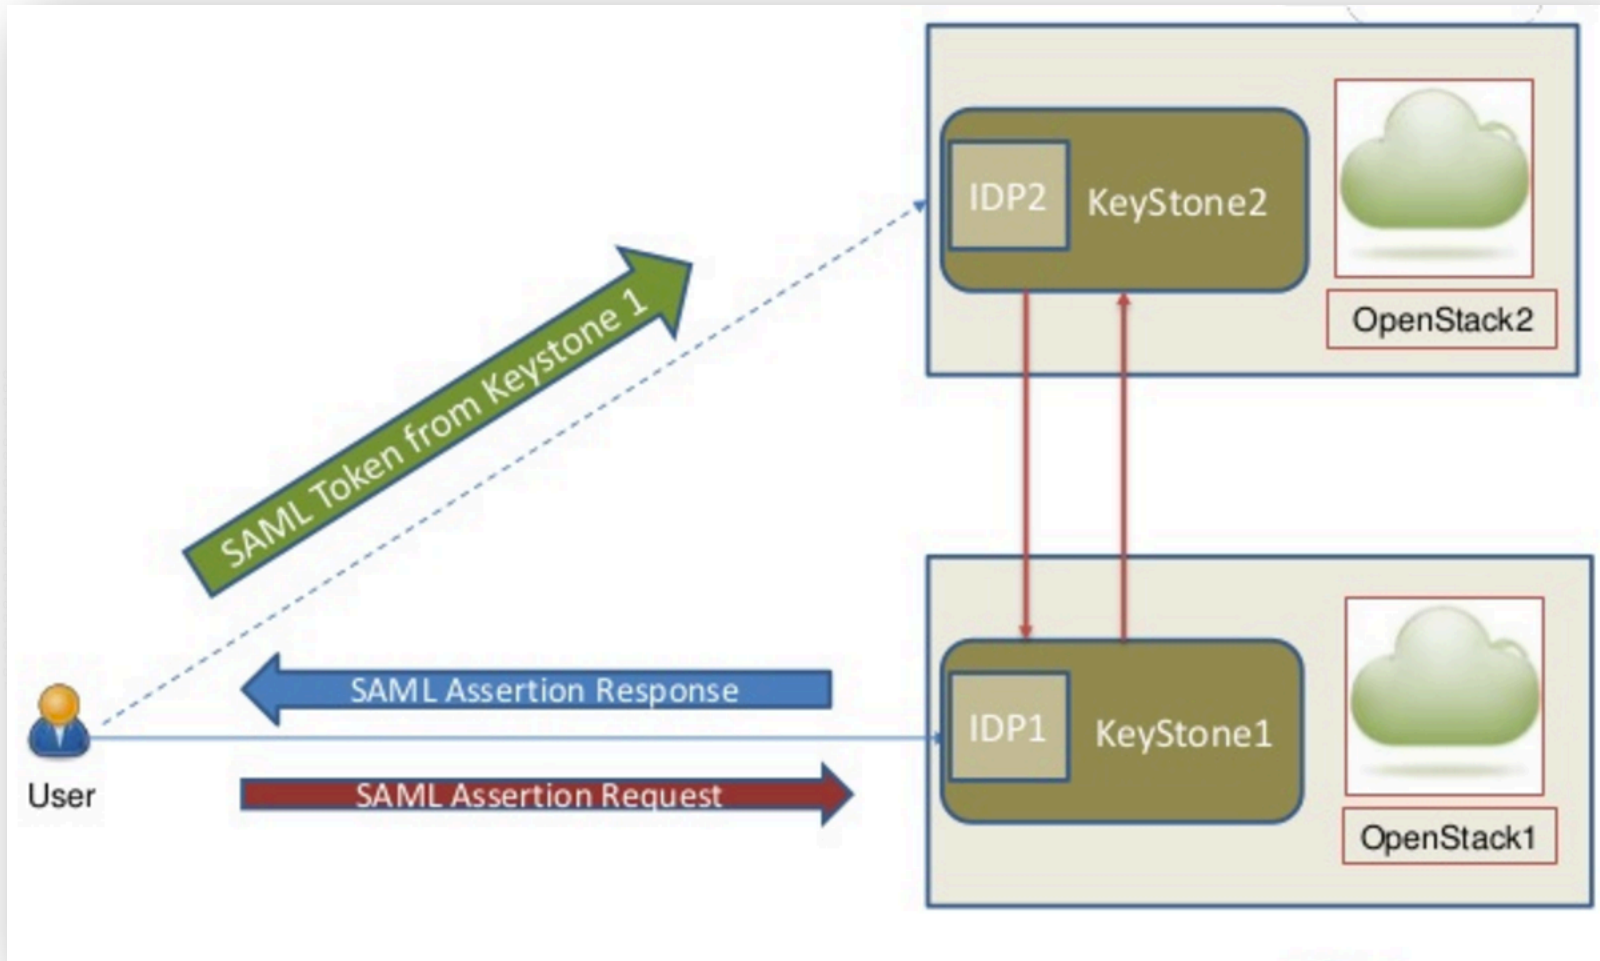 IDP2
KeyStone2
OpenStack2
SAML Token from Keystone 1
SAML Assertion Response
IDP1
KeyStone1
User
SAML Assertion Request
OpenStack1